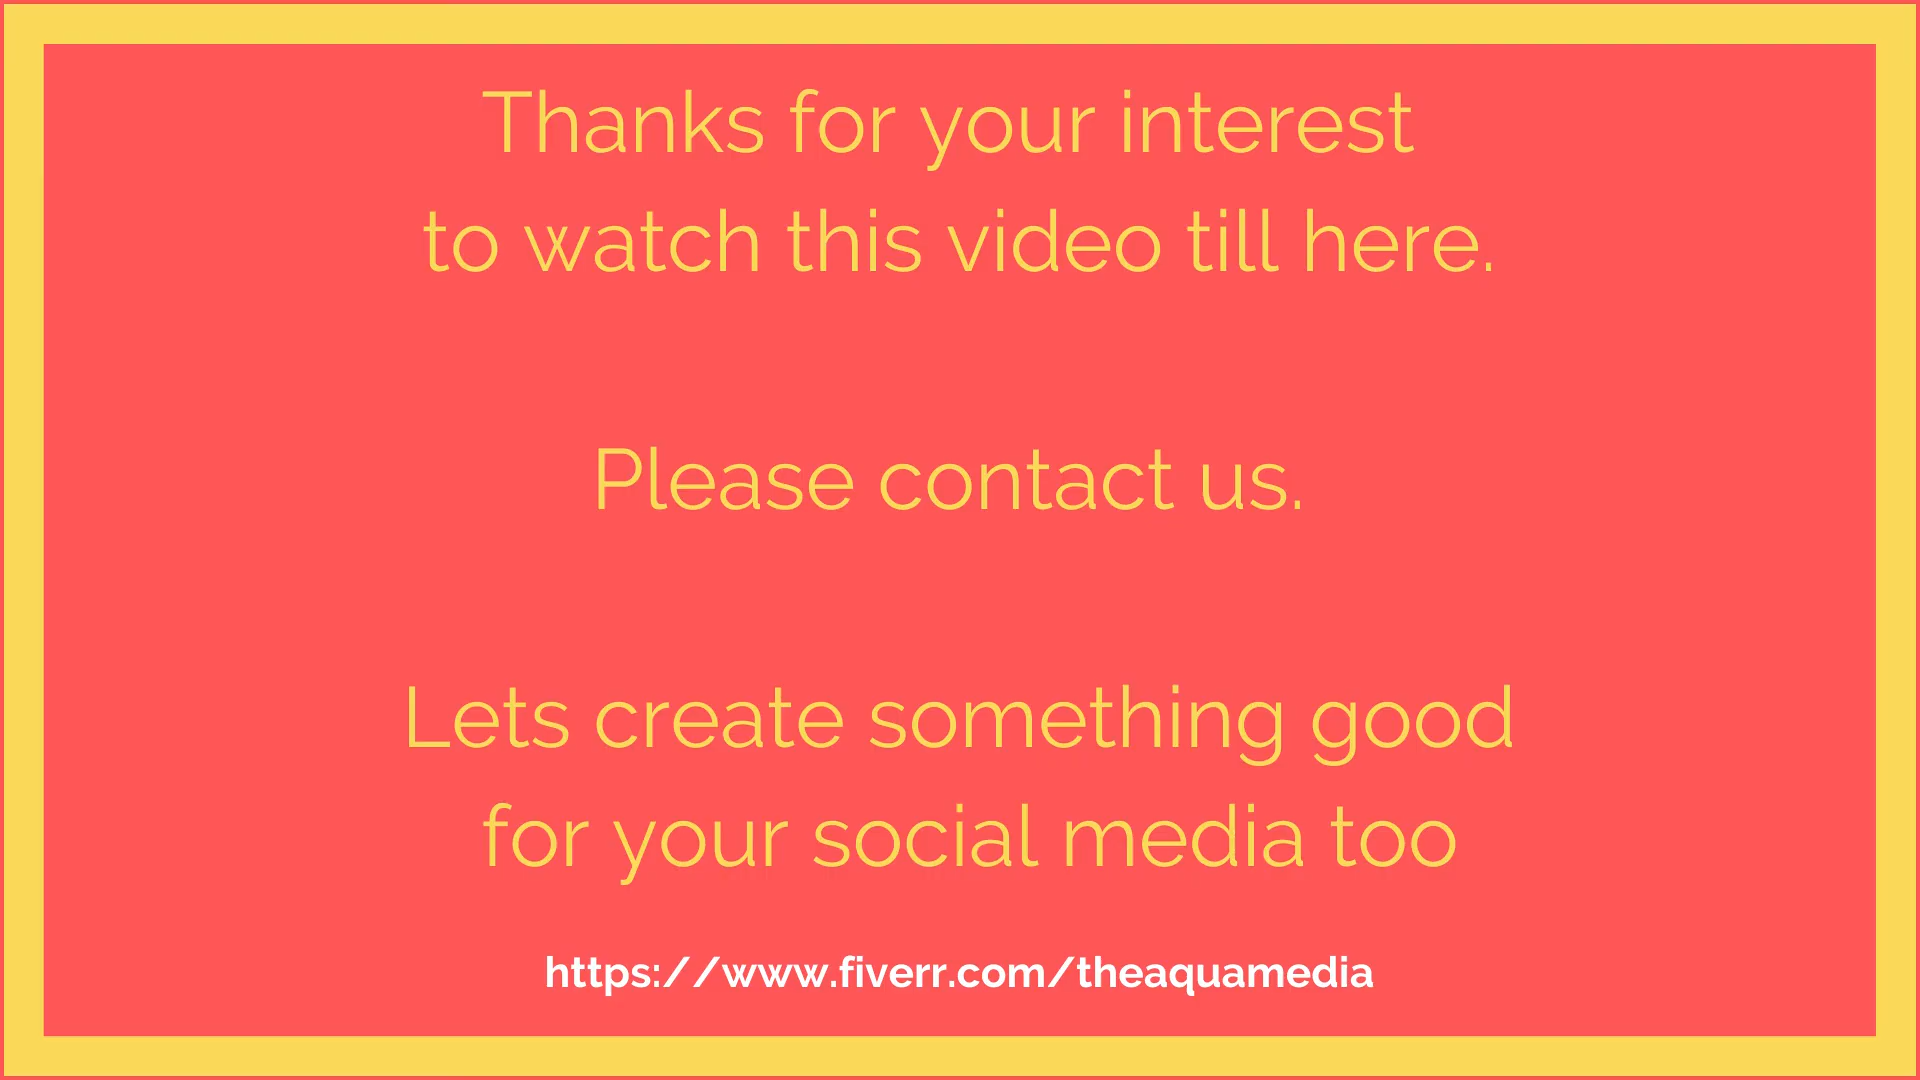 Thanks for your interest
to watch this video till here.
Please contact us.
Lets create something good
for your social media too
https://www.fiverr.com/theaquamedia